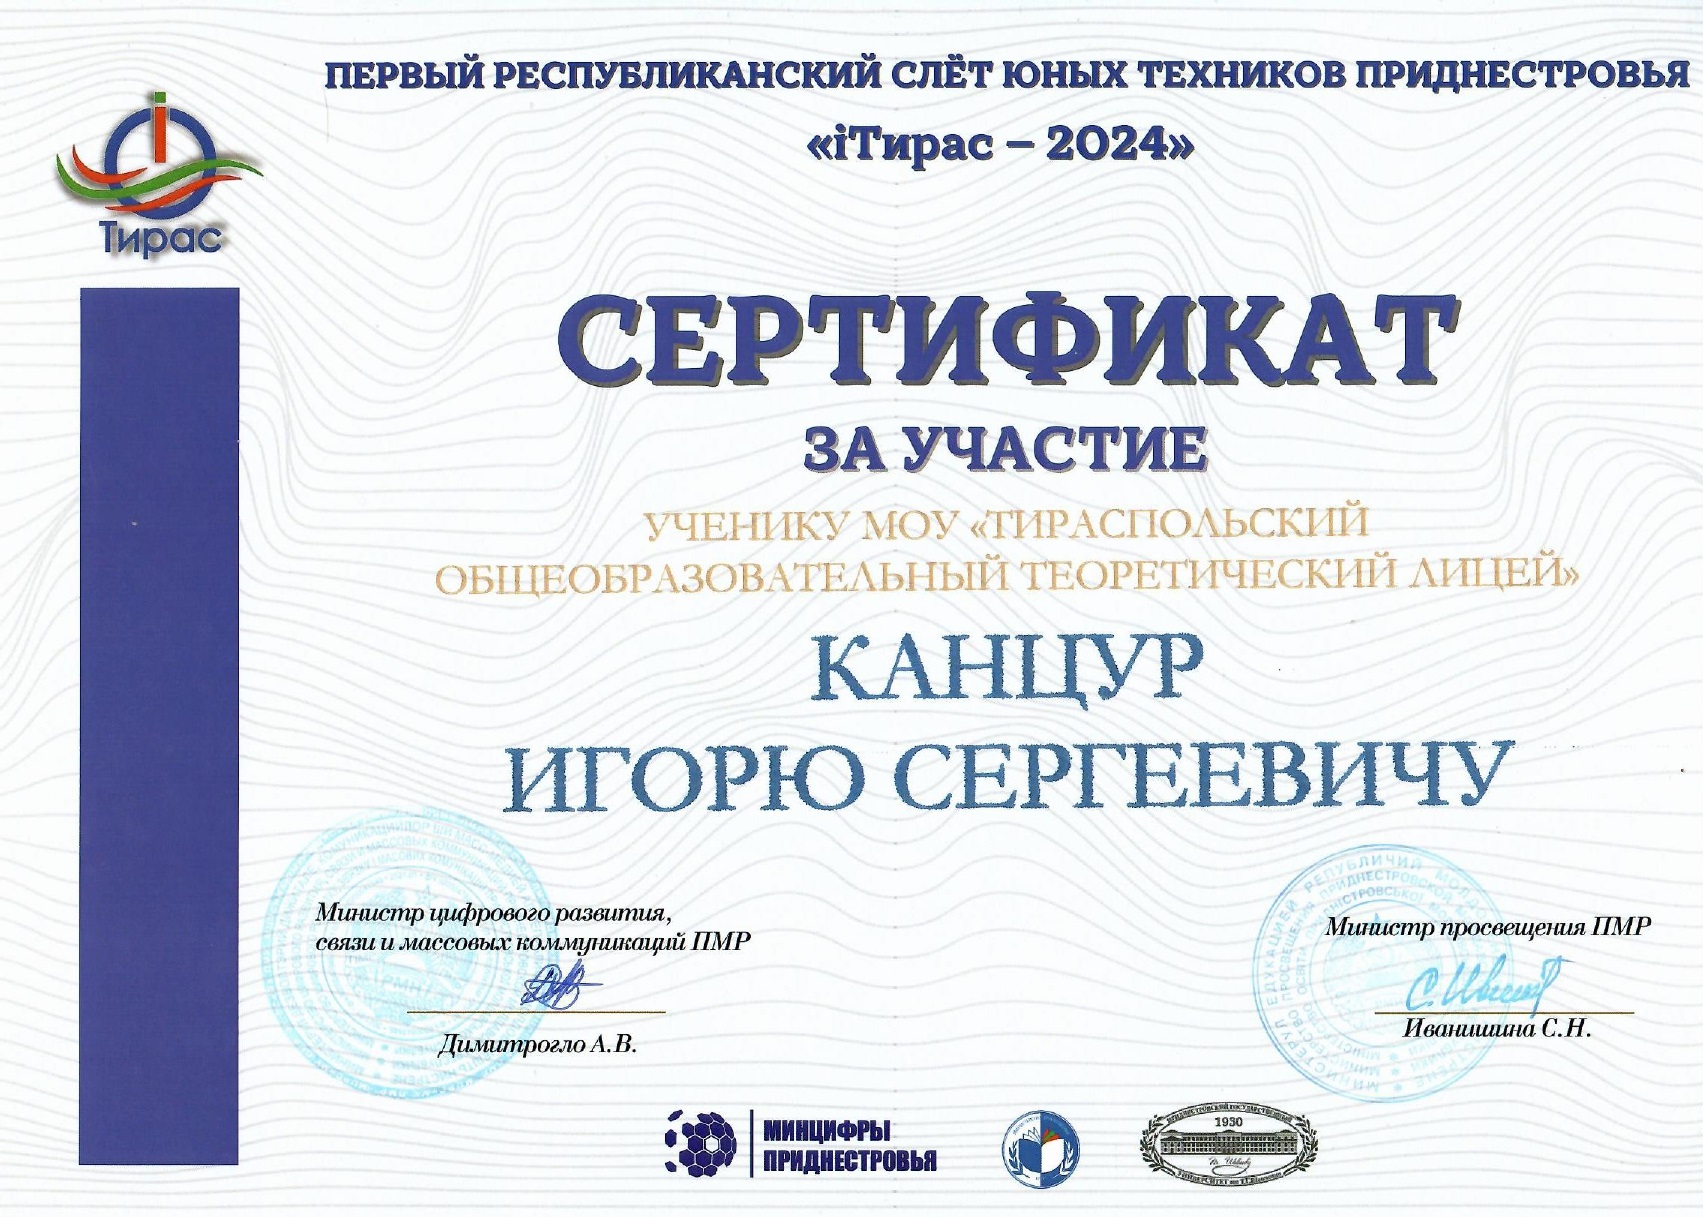 ПЕРВЫЙ РЕСПУБЛИКАНСКИЙ СЛЁТ ЮНЫХ ТЕХНИКОВ ПРИДНЕСТРОВЬЯ
«iТирас – 2024»
i
Тирас
СЕРТИФИКАТ
ЗА УЧАСТИЕ
УЧЕНИКУ МОУ «ТИРАСПОЛЬСКИЙ
ОБЩЕОБРАЗОВАТЕЛЬНЫЙ ТЕОРЕТИЧЕСКИЙ ЛИЦЕЙ»
КАНЦУР
ИГОРЮ СЕРГЕЕВИЧУ
Министр цифрового развития,
связи и массовых коммуникаций ПМР
Димитрогло А.В.
Министр просвещения ПМР
Иванишина С.Н.
МИНЦИФРЫ
ПРИДНЕСТРОВЬЯ
1930